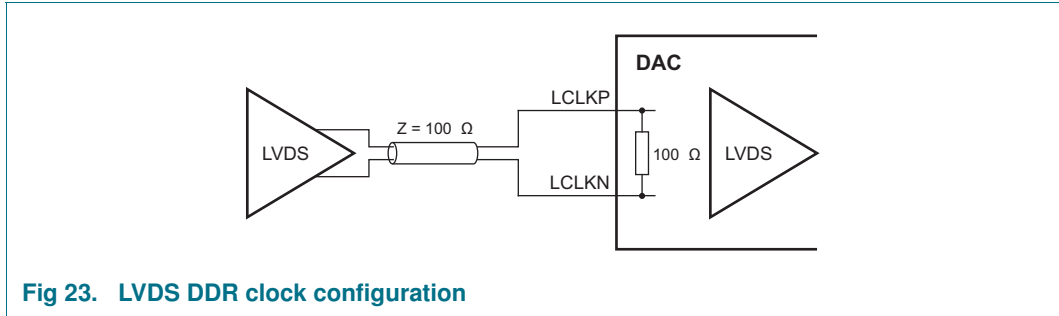 DAC
LCLKP
Z = 100 Ω
LVDS
100 Ω
LVDS
LCLKN
Fig 23. LVDS DDR clock configuration